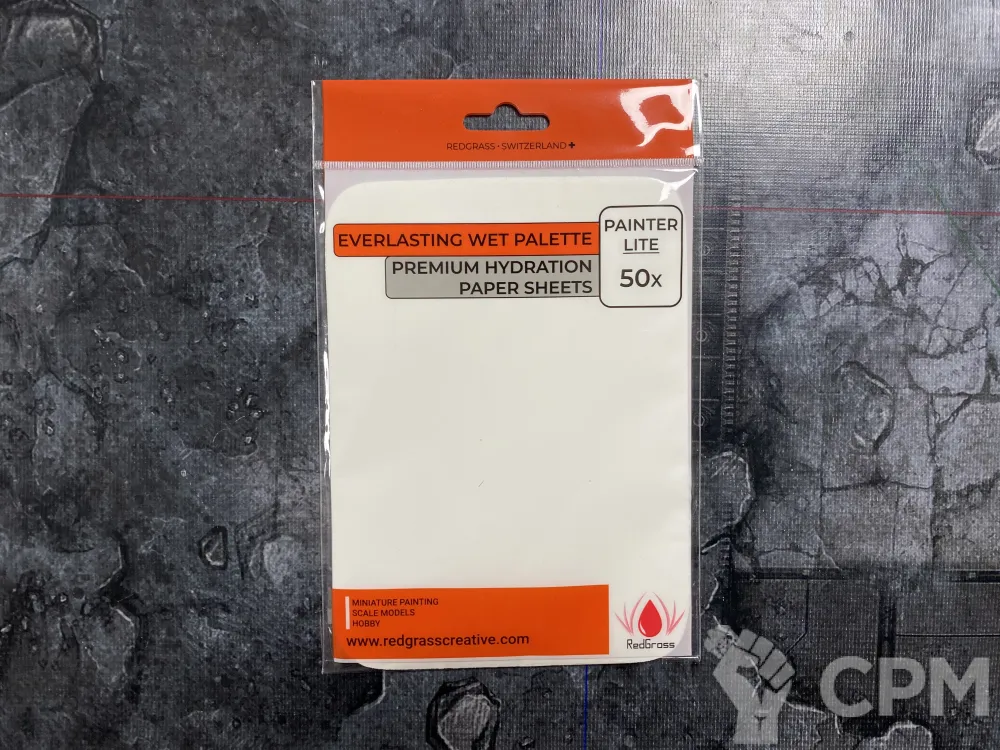 REDGRASS • SWITZERLAND +
EVERLASTING WET PALETTE
PREMIUM HYDRATION
PAPER SHEETS
PAINTER
LITE
50x
MINIATURE PAINTING
SCALE MODELS
HOBBY
www.redgrasscreative.com
RedGrass
CPM